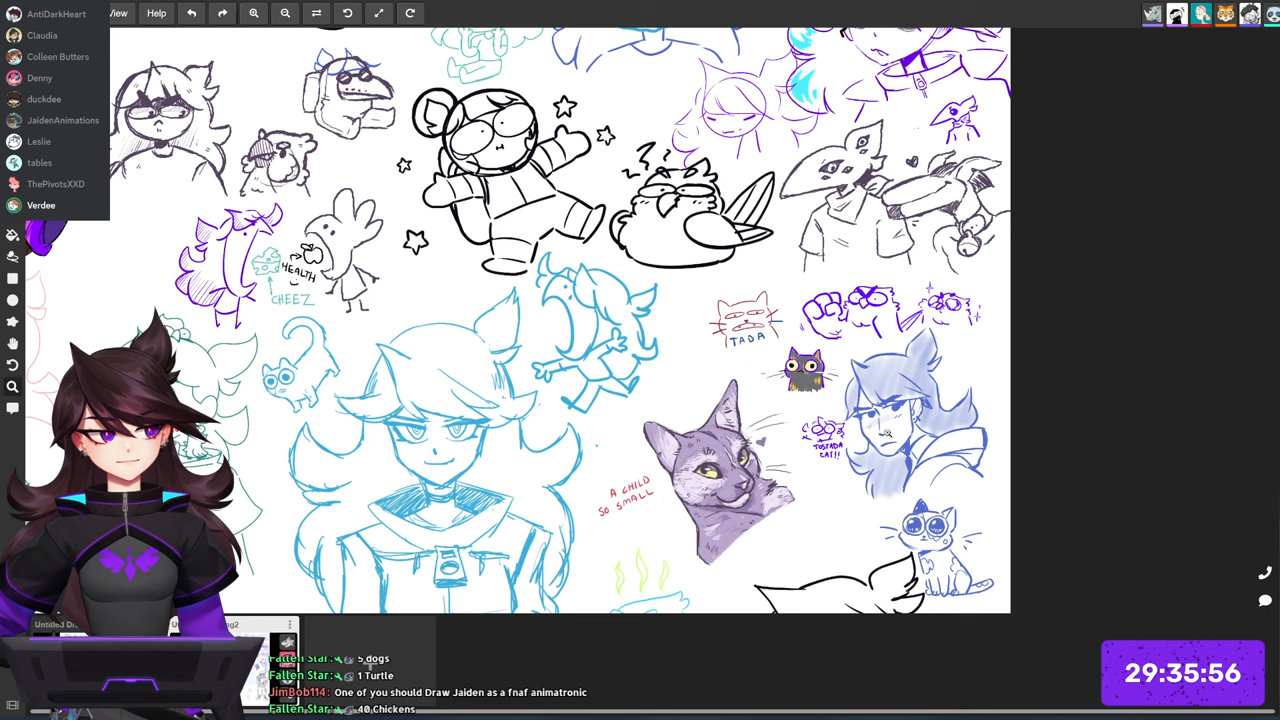 AntiDarkHeart
Claudia
Colleen Butters
Denny
duckdee
JaidenAnimations
Leslie
tables
ThePivotsXXD
Verdee
View
Help
HEALTH
CHEEZ
TADA
TOSTADA
CAT!!
A CHILD
SO SMALL
Untitled
Fallen Star: 5 dogs
Fallen Star: 1 Turtle
JimBob114: One of you should Draw Jaiden as a fnaf animatronic
Fallen Star: 40 Chickens
29:35:56